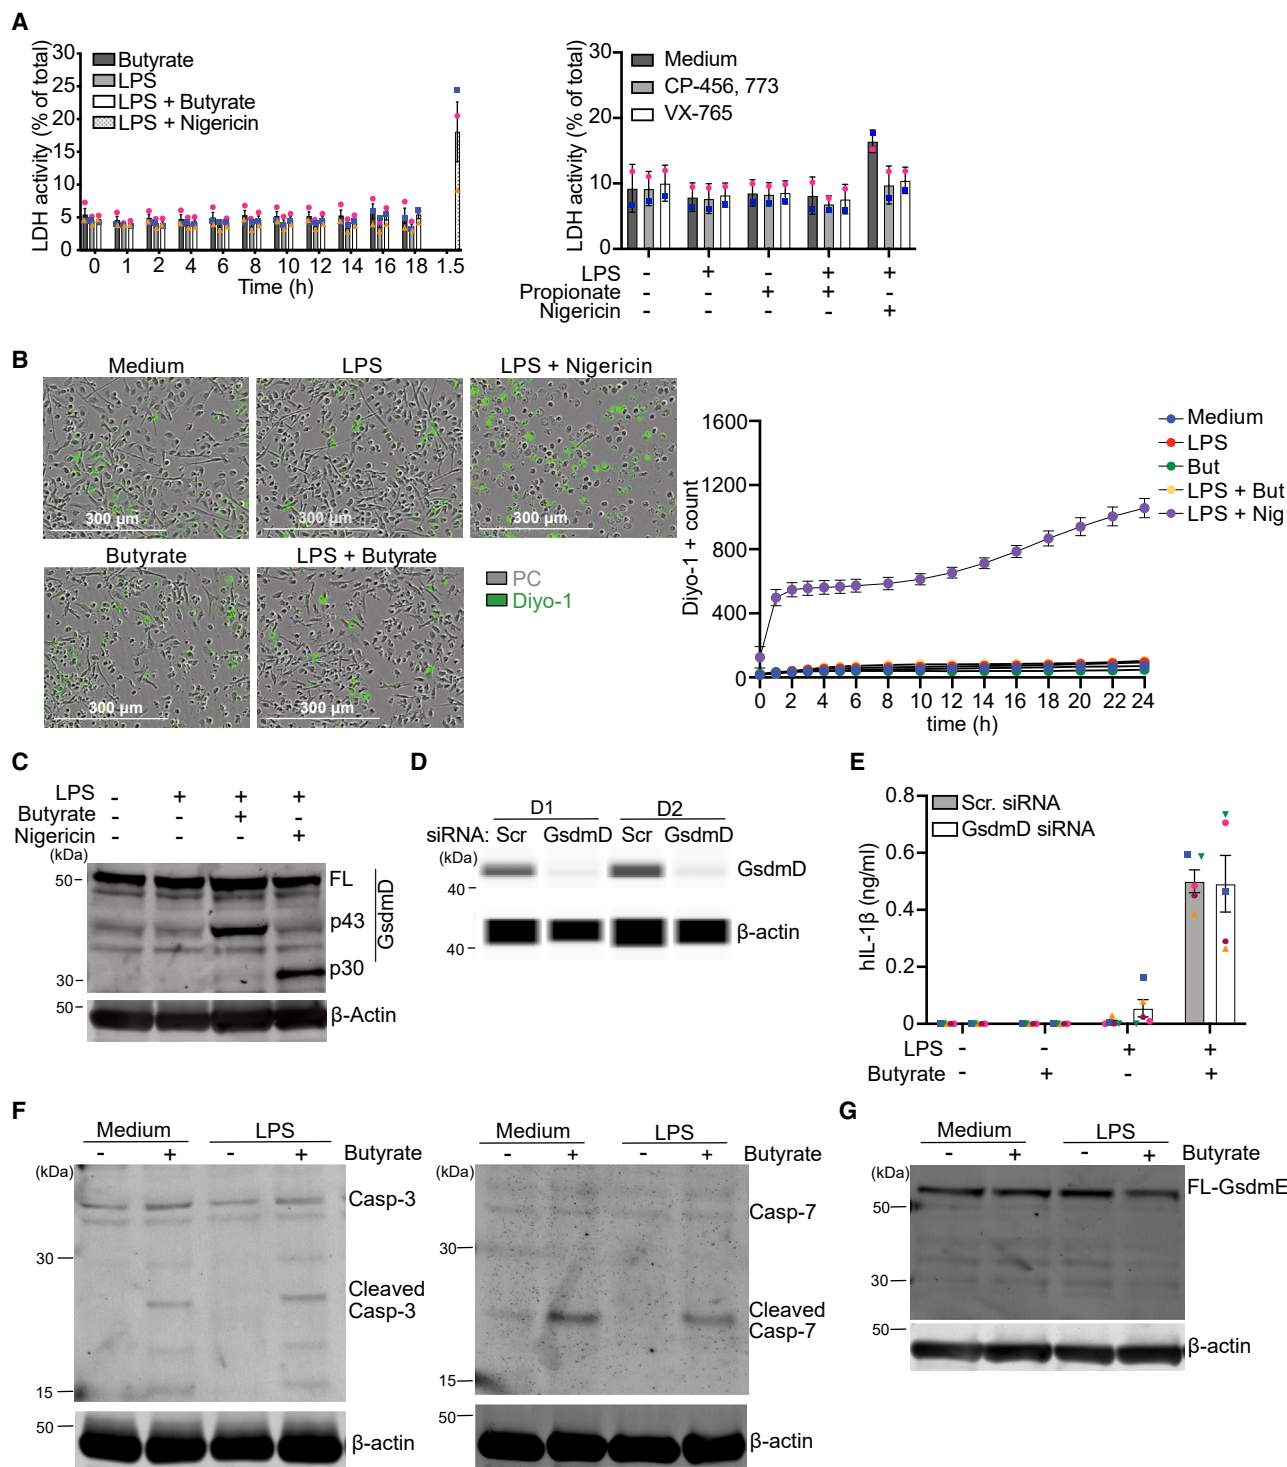 A
LDH activity (% of total)
30
25
20
15
10
5
0
Butyrate
LPS
LPS + Butyrate
LPS + Nigericin
0 1 2 4 6 8 10 12 14 16 18 1.5
Time (h)
LDH activity (% of total)
30
20
10
0
Medium
CP-456, 773
VX-765
LPS - + - + +
Propionate - - + + -
Nigericin - - - - +
B
Medium
LPS
LPS + Nigericin
300 µm
300 µm
300 µm
Butyrate
LPS + Butyrate
300 µm
300 µm
PC
Diyo-1
Diyo-1 + count
1600
1200
800
400
0
0 2 4 6 8 10 12 14 16 18 20 22 24
time (h)
Medium
LPS
But
LPS + But
LPS + Nig
C
LPS - + + +
Butyrate - - + -
Nigericin - - - +
(kDa)
50
30
50
FL
p43
p30
GsdmD
β-Actin
D
D1 D2
siRNA: Scr GsdmD Scr GsdmD
(kDa)
40
40
GsdmD
β-actin
E
hIL-1β (ng/ml)
0.8
0.6
0.4
0.2
0
Scr. siRNA
GsdmD siRNA
LPS - - + +
Butyrate - + - +
F
Medium LPS
- + - + Butyrate
(kDa)
30
15
50
Casp-3
Cleaved
Casp-3
β-actin
Medium LPS
- + - + Butyrate
(kDa)
30
15
50
Casp-7
Cleaved
Casp-7
β-actin
G
Medium LPS
- + - + Butyrate
(kDa)
50
30
50
FL-GsdmE
β-actin